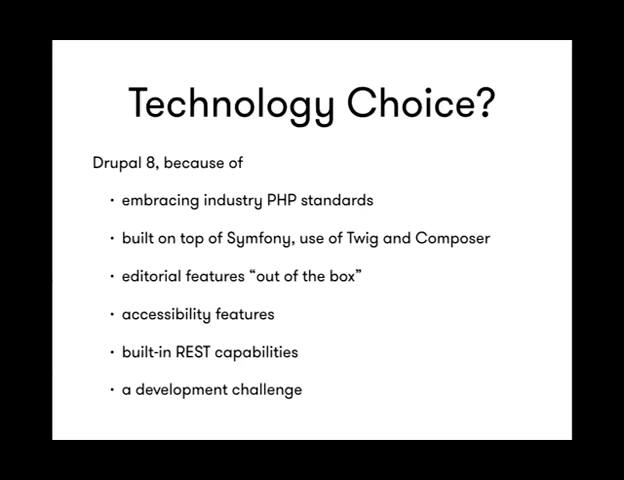 Technology Choice?
Drupal 8, because of
· embracing industry PHP standards
· built on top of Symfony, use of Twig and Composer
· editorial features “out of the box”
· accessibility features
· built-in REST capabilities
· a development challenge